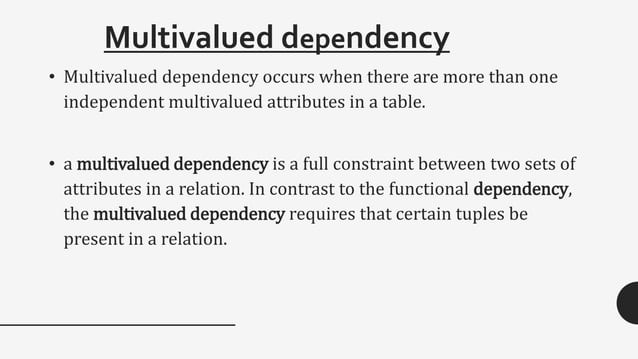 Multivalued dependency
• Multivalued dependency occurs when there are more than one
independent multivalued attributes in a table.
• a multivalued dependency is a full constraint between two sets of
attributes in a relation. In contrast to the functional dependency,
the multivalued dependency requires that certain tuples be
present in a relation.